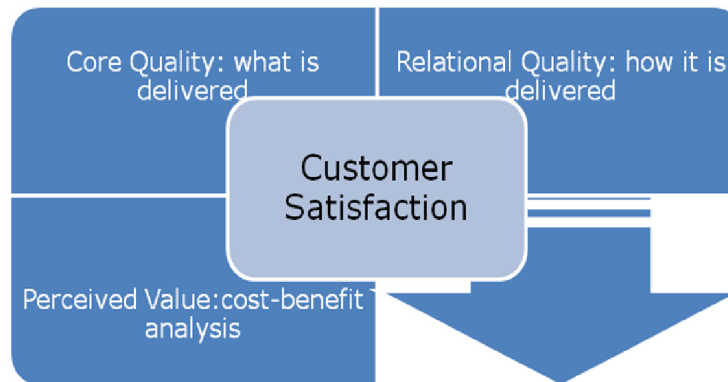 Core Quality: what is
delivered
Relational Quality: how it is
delivered
Customer
Satisfaction
Perceived Value:cost-benefit
analysis